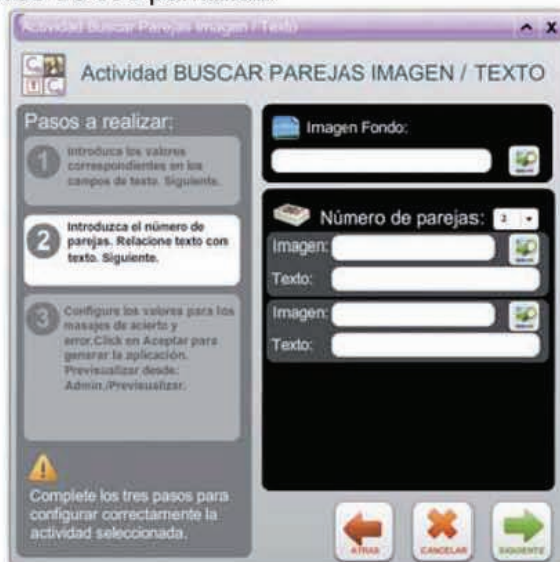 Actividad Buscar Parejas Imagen / Texto
Actividad BUSCAR PAREJAS IMAGEN / TEXTO
Pasos a realizar:
1
Introduca los valores
correspondientes en los
campos de texto. Siguiente.
2
Introduzca el número de
parejas. Relacione texto con
texto. Siguiente.
3
Configure los valores para los
masajes de acierto y
error.Click en Aceptar para
generar la aplicación.
Previsualizar desde:
Admin./Previsualizar.
Complete los tres pasos para
configurar correctamente la
actividad seleccionada.
Imagen Fondo:
Número de parejas:
Imagen:
Texto:
Imagen:
Texto:
ATRAS
CANCELAR
SIGUIENTE